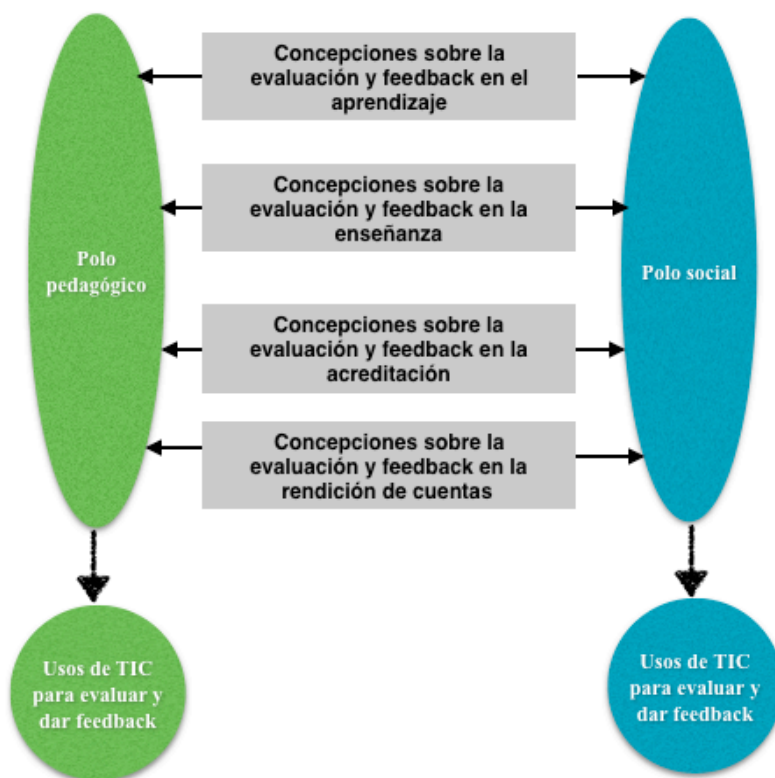 Concepciones sobre la
evaluación y feedback en el
aprendizaje
Concepciones sobre la
evaluación y feedback en la
enseñanza
Polo
pedagógico
Polo social
Concepciones sobre la
evaluación y feedback en la
acreditación
Concepciones sobre la
evaluación y feedback en la
rendición de cuentas
Usos de TIC
para evaluar y
dar feedback
Usos de TIC
para evaluar y
dar feedback